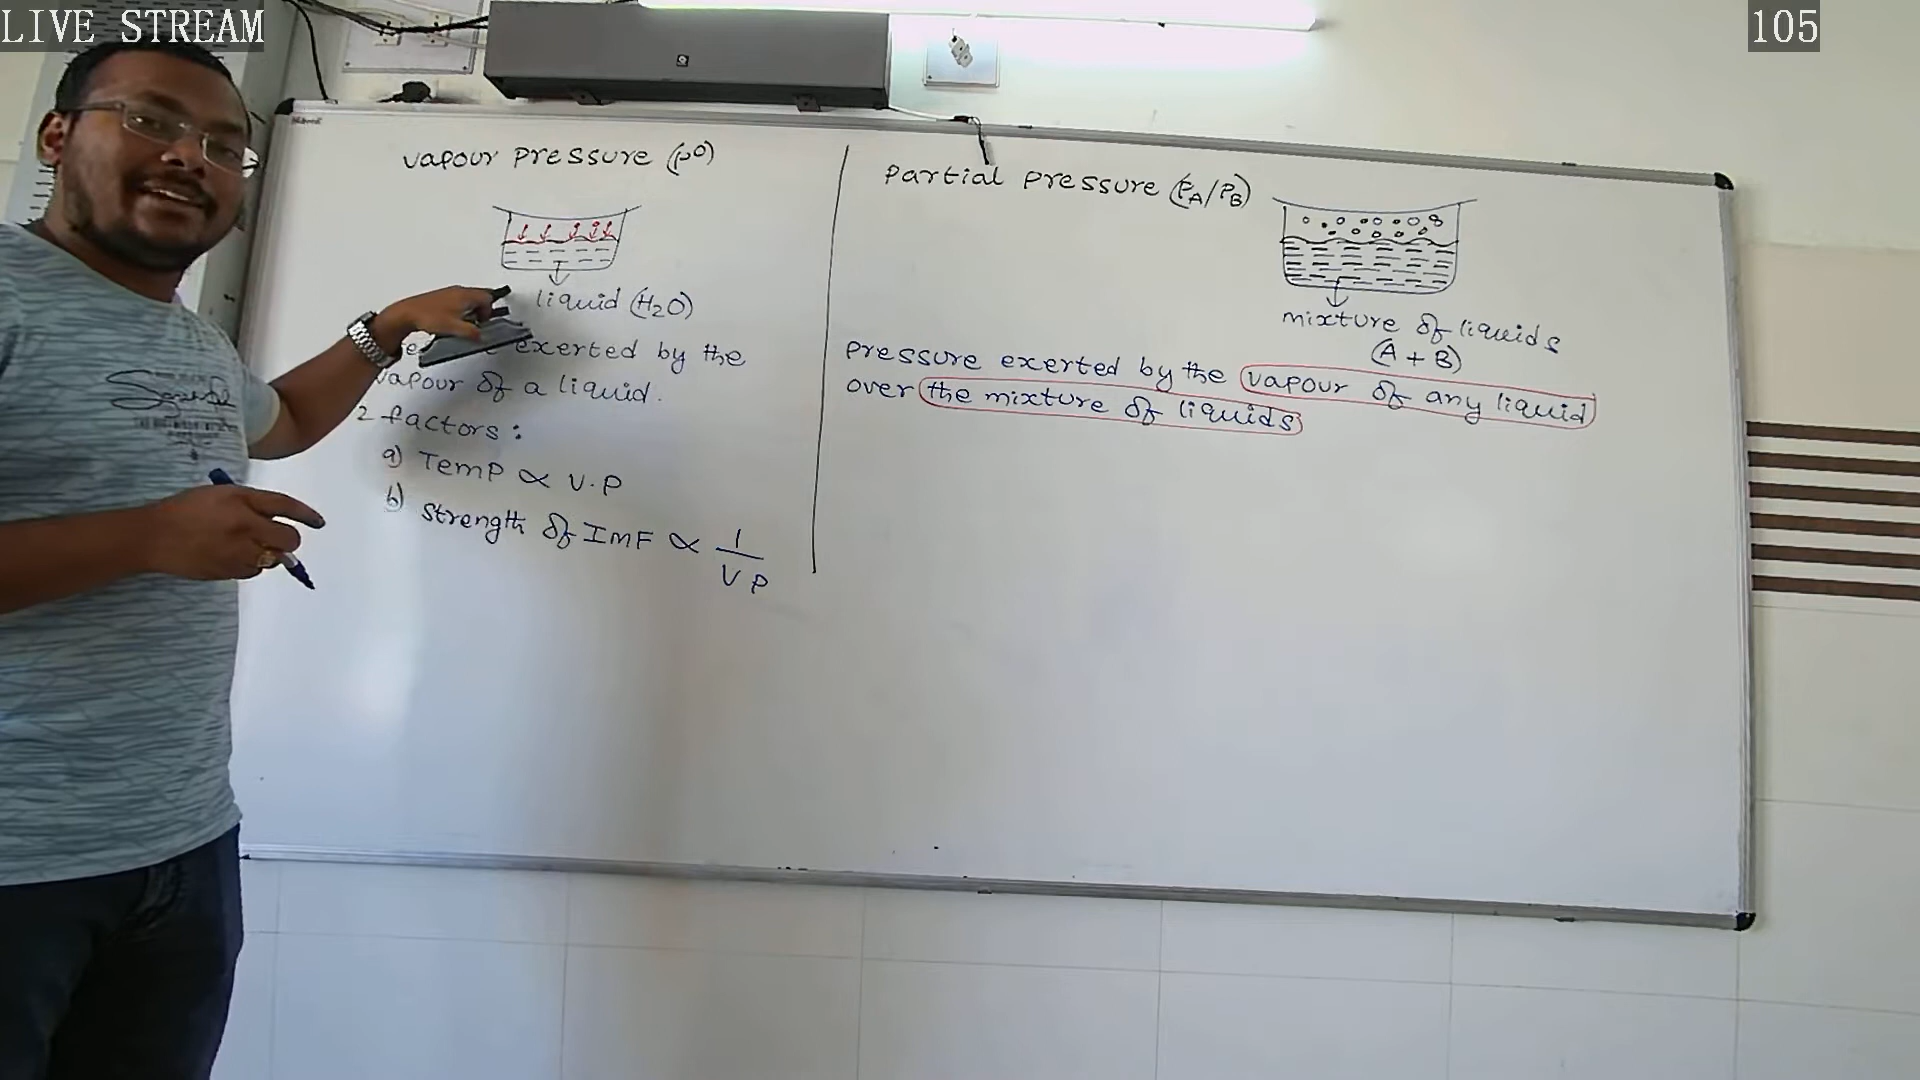 LIVE STREAM
105
vapour pressure (p⁰)
liquid (H₂O)
exerted by the
vapour of a liquid.
2 factors:
a) Temp ∝ V.P
b) Strength of IMF ∝ 1/VP
Partial pressure (PA/PB)
mixture of liquids
(A + B)
pressure exerted by the vapour of any liquid
over the mixture of liquids